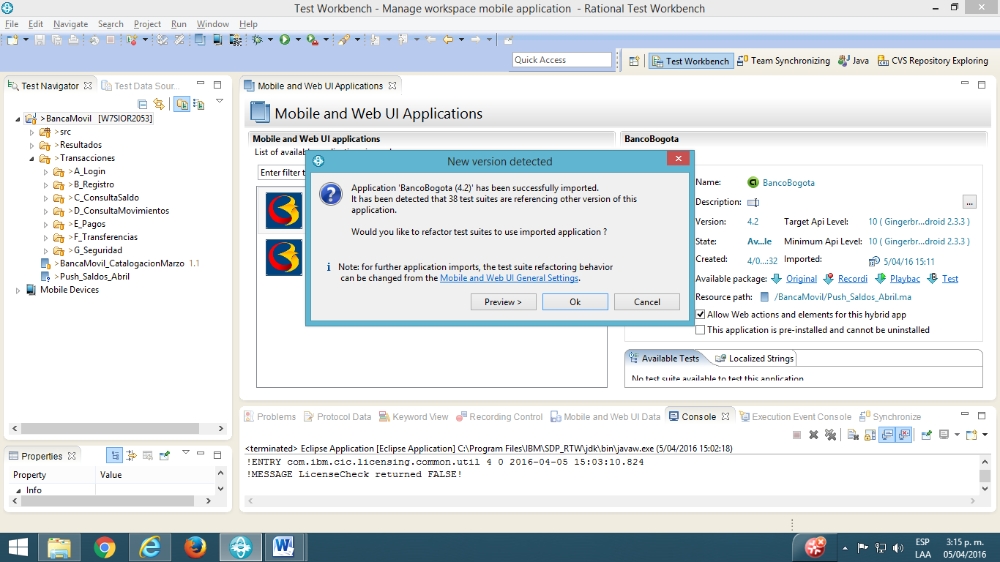 Test Workbench - Manage workspace mobile application - Rational Test Workbench
File Edit Navigate Search Project Run Window Help
Quick Access
Test Workbench
Team Synchronizing
Java
CVS Repository Exploring
Test Navigator
Test Data Sour...
>BancaMovil [W7SIOR2053]
>src
>Resultados
>Transacciones
>A_Login
>B_Registro
>C_ConsultaSaldo
>D_ConsultaMovimientos
>E_Pagos
>F_Transferencias
>G_Seguridad
>BancaMovil_CatalogacionMarzo 1.1
>Push_Saldos_Abril
Mobile Devices
Properties
Property Value
Info
Mobile and Web UI Applications
Mobile and Web UI Applications
Mobile and Web UI applications
List of
Enter filter t
New version detected
Application 'BancoBogota (4.2)' has been successfully imported.
It has been detected that 38 test suites are referencing other version of this
application.
Would you like to refactor test suites to use imported application ?
Note: for further application imports, the test suite refactoring behavior
can be changed from the Mobile and Web UI General Settings.
Preview > Ok Cancel
BancoBogota
Name: BancoBogota
Description: ...
Version: 4.2 Target Api Level: 10 ( Gingerbr...droid 2.3.3 )
State: Av...le Minimum Api Level: 10 ( Gingerbr...droid 2.3.3 )
Created: 4/0...:32 Imported: 5/04/16 15:11
Available package: Original Recordi Playbac Test
Resource path: /BancaMovil/Push_Saldos_Abril.ma
Allow Web actions and elements for this hybrid app
This application is pre-installed and cannot be uninstalled
Available Tests Localized Strings
No test suite available to test this application
Problems Protocol Data Keyword View Recording Control Mobile and Web UI Data Console Execution Event Console Synchronize
<terminated> Eclipse Application [Eclipse Application] C:\Program Files\IBM\SDP_RTW\jdk\bin\javaw.exe (5/04/2016 15:02:18)
!ENTRY com.ibm.cic.licensing.common.util 4 0 2016-04-05 15:03:10.824
!MESSAGE LicenseCheck returned FALSE!
ESP
LAA
3:15 p. m.
05/04/2016